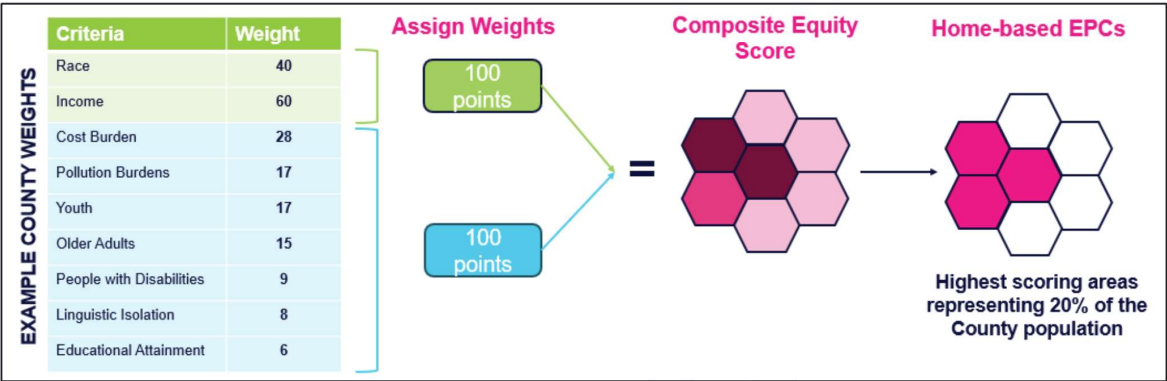 EXAMPLE COUNTY WEIGHTS
Criteria Weight
Race 40
Income 60
Cost Burden 28
Pollution Burdens 17
Youth 17
Older Adults 15
People with Disabilities 9
Linguistic Isolation 8
Educational Attainment 6
Assign Weights
100
points
100
points
=
Composite Equity
Score
Home-based EPCs
Highest scoring areas
representing 20% of the
County population